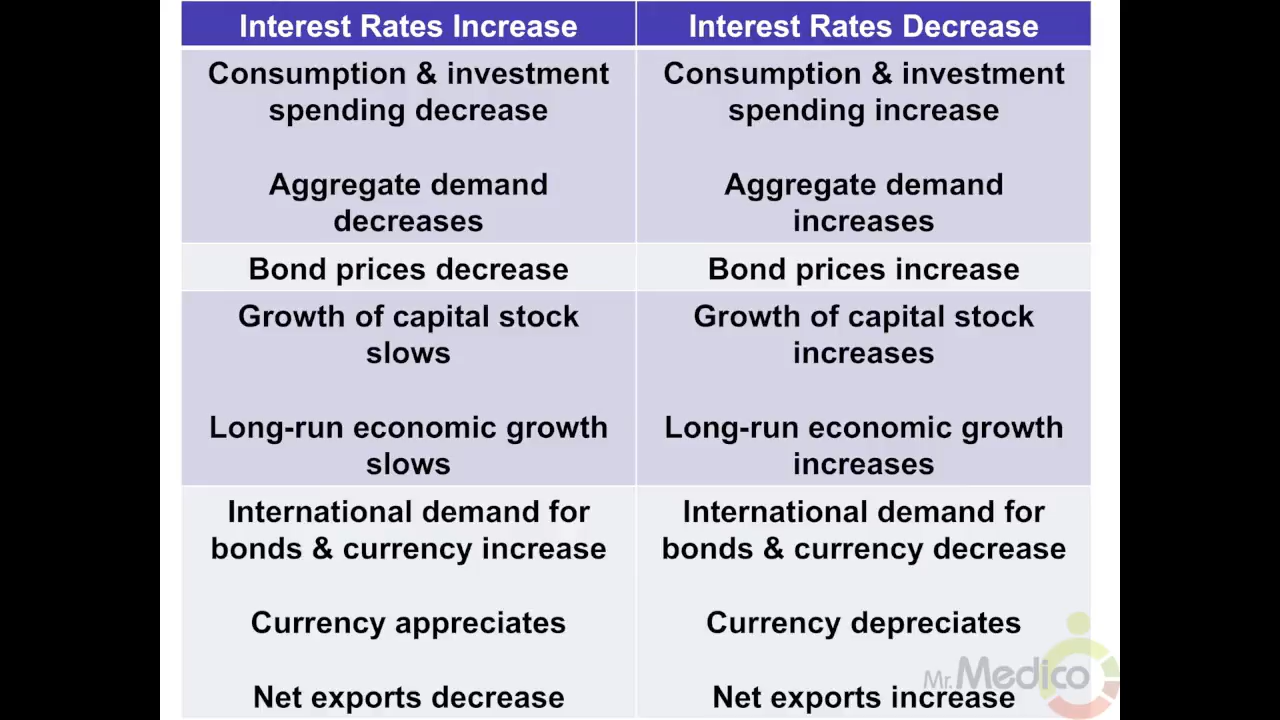 Interest Rates Increase
Interest Rates Decrease
Consumption & investment
spending decrease
Aggregate demand
decreases
Consumption & investment
spending increase
Aggregate demand
increases
Bond prices decrease
Bond prices increase
Growth of capital stock
slows
Long-run economic growth
slows
Growth of capital stock
increases
Long-run economic growth
increases
International demand for
bonds & currency increase
Currency appreciates
Net exports decrease
International demand for
bonds & currency decrease
Currency depreciates
Net exports increase
Mr. Medico